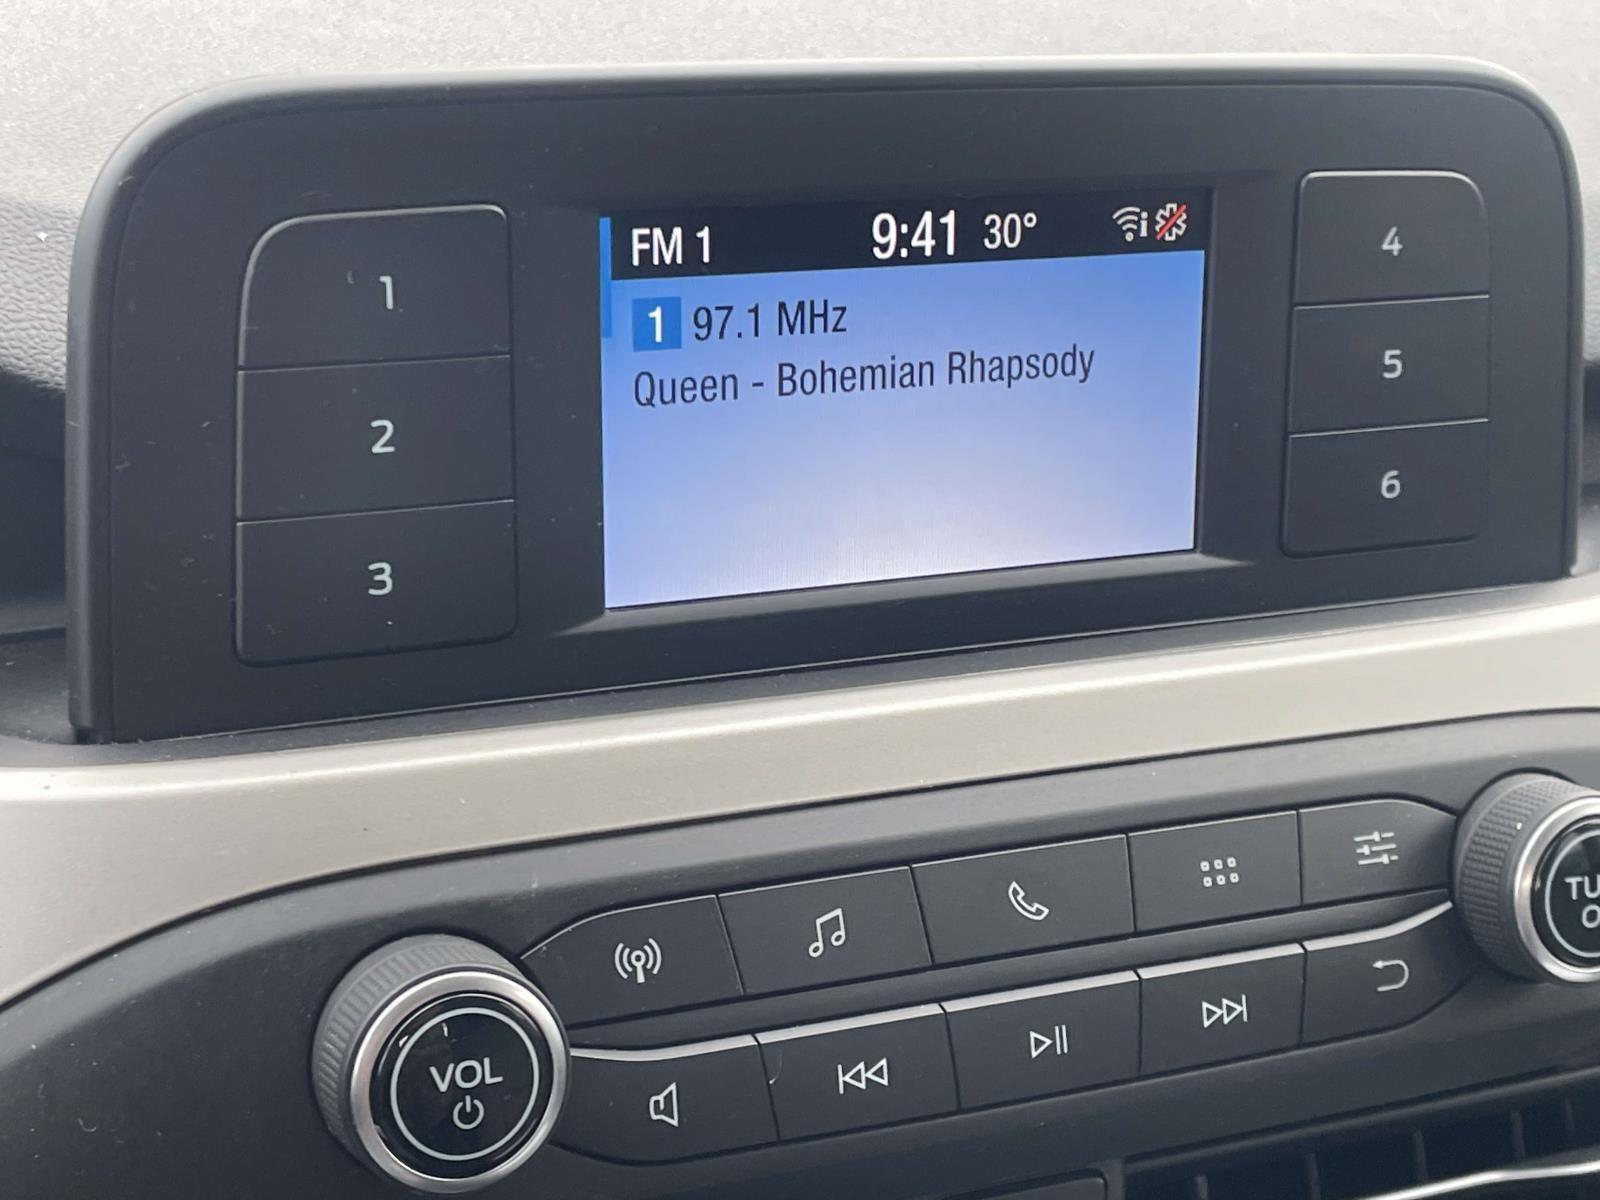 FM 1 9:41 30°
1 97.1 MHz
Queen - Bohemian Rhapsody
1
2
3
4
5
6
VOL